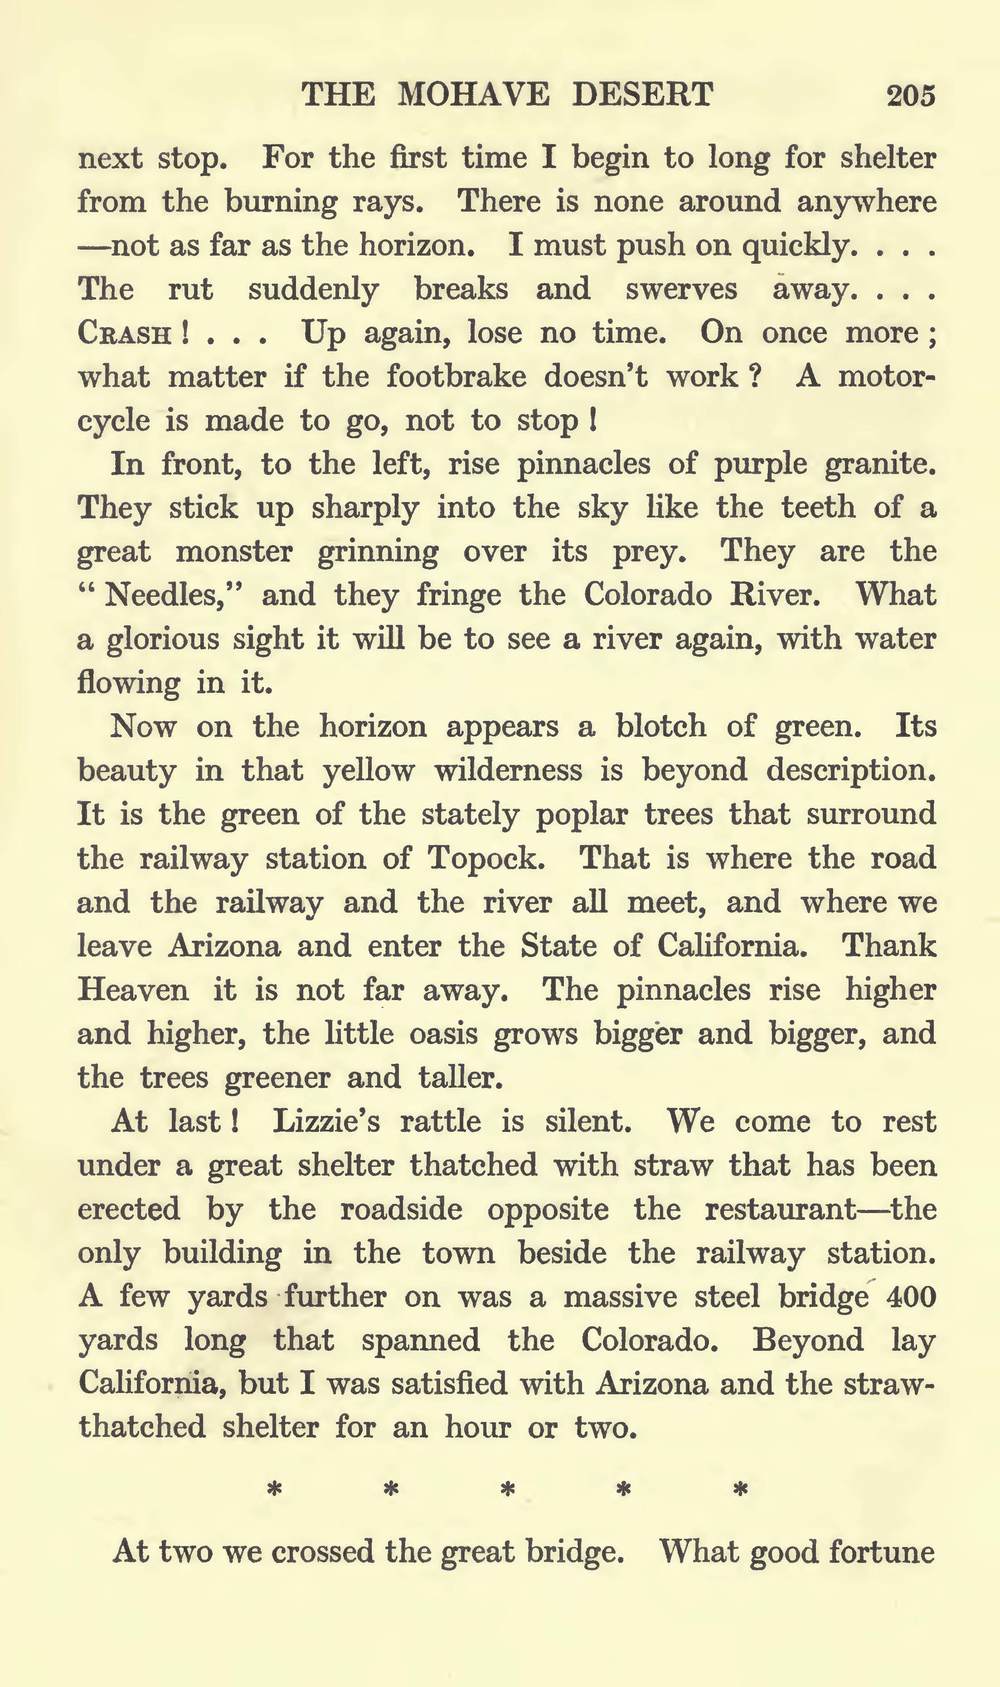 THE MOHAVE DESERT 205
next stop. For the first time I begin to long for shelter
from the burning rays. There is none around anywhere
—not as far as the horizon. I must push on quickly. . . .
The rut suddenly breaks and swerves away. . . .
CRASH ! . . . Up again, lose no time. On once more ;
what matter if the footbrake doesn't work ? A motor-
cycle is made to go, not to stop !
In front, to the left, rise pinnacles of purple granite.
They stick up sharply into the sky like the teeth of a
great monster grinning over its prey. They are the
“ Needles,” and they fringe the Colorado River. What
a glorious sight it will be to see a river again, with water
flowing in it.
Now on the horizon appears a blotch of green. Its
beauty in that yellow wilderness is beyond description.
It is the green of the stately poplar trees that surround
the railway station of Topock. That is where the road
and the railway and the river all meet, and where we
leave Arizona and enter the State of California. Thank
Heaven it is not far away. The pinnacles rise higher
and higher, the little oasis grows bigger and bigger, and
the trees greener and taller.
At last ! Lizzie's rattle is silent. We come to rest
under a great shelter thatched with straw that has been
erected by the roadside opposite the restaurant—the
only building in the town beside the railway station.
A few yards further on was a massive steel bridge 400
yards long that spanned the Colorado. Beyond lay
California, but I was satisfied with Arizona and the straw-
thatched shelter for an hour or two.
* * * * *
At two we crossed the great bridge. What good fortune